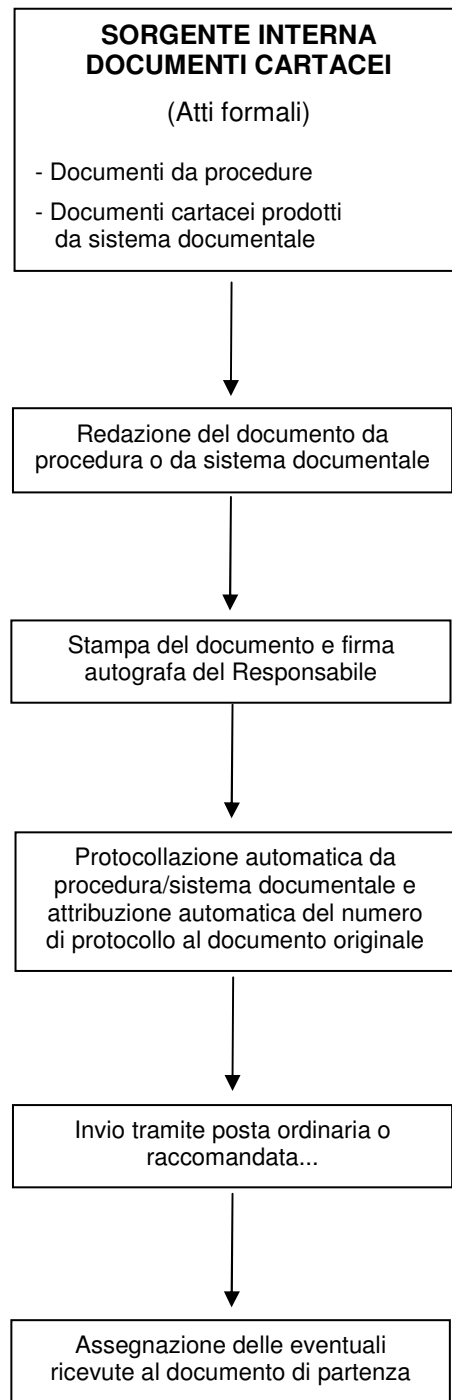 SORGENTE INTERNA
DOCUMENTI CARTACEI
(Atti formali)
- Documenti da procedure
- Documenti cartacei prodotti
da sistema documentale
Redazione del documento da
procedura o da sistema documentale
Stampa del documento e firma
autografa del Responsabile
Protocollazione automatica da
procedura/sistema documentale e
attribuzione automatica del numero
di protocollo al documento originale
Invio tramite posta ordinaria o
raccomandata...
Assegnazione delle eventuali
ricevute al documento di partenza